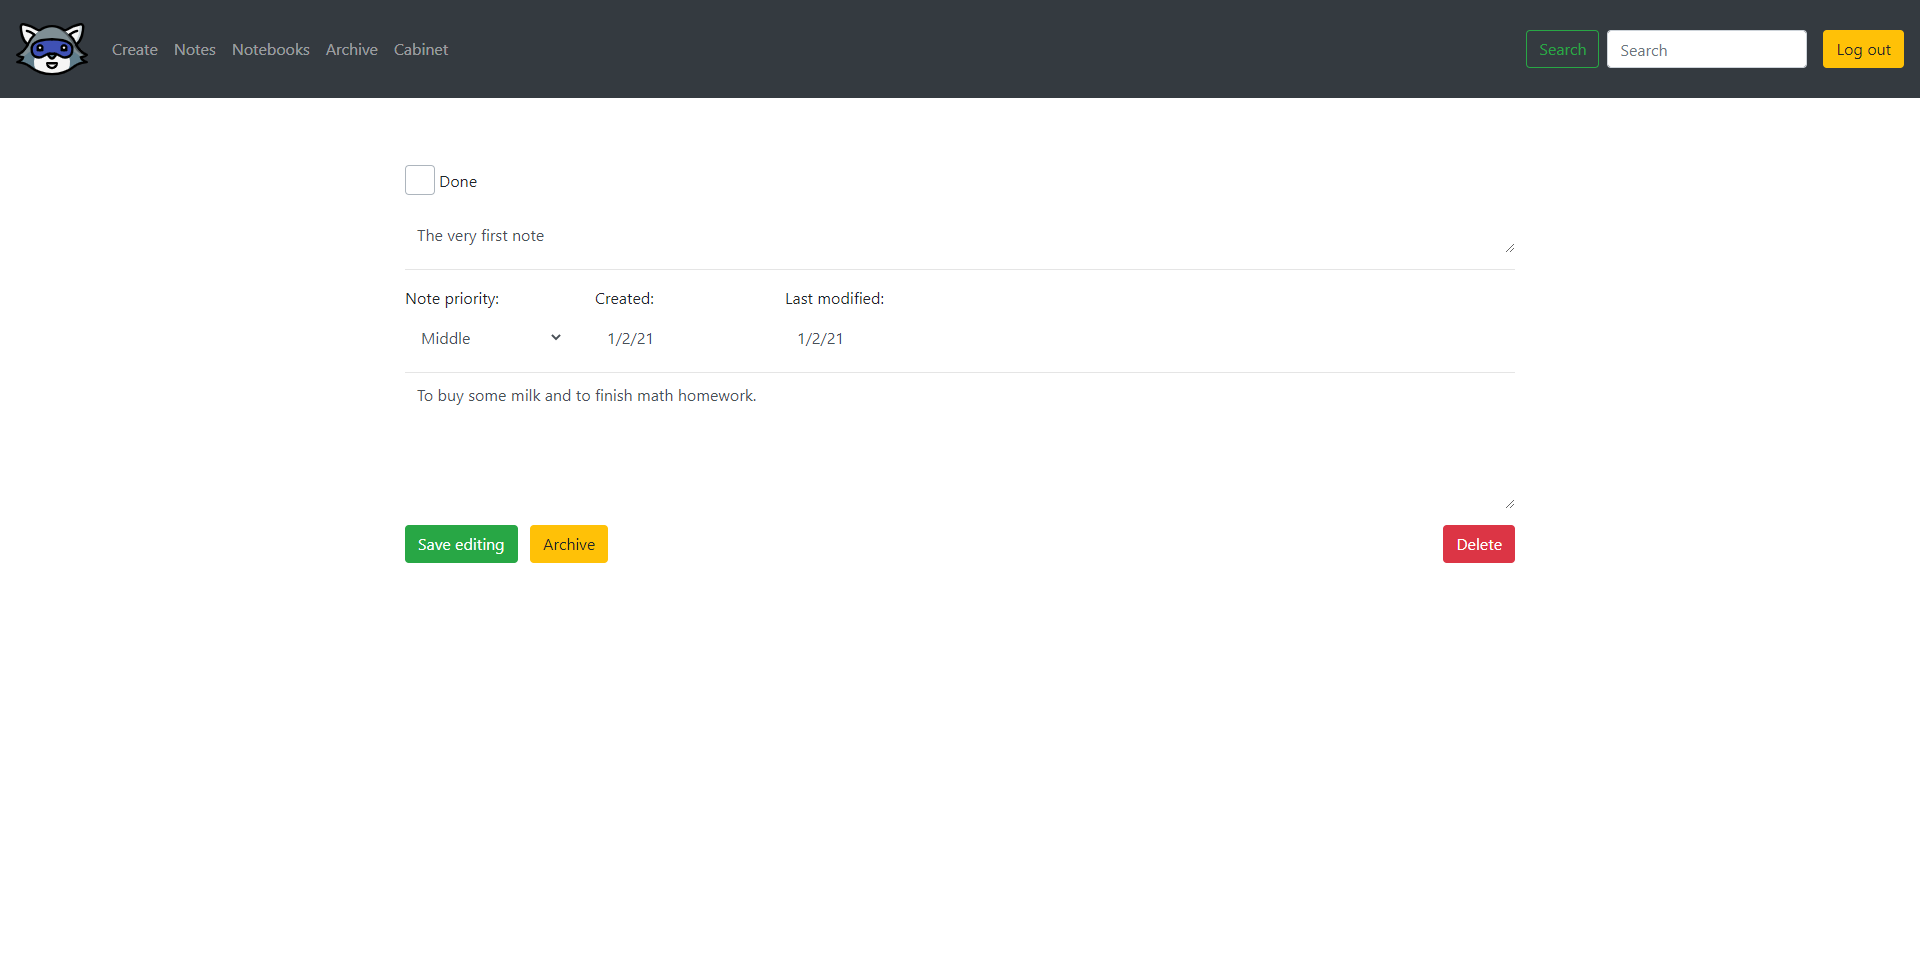 Create Notes Notebooks Archive Cabinet Search Search Log out
Done
The very first note
Note priority: Created: Last modified:
Middle 1/2/21 1/2/21
To buy some milk and to finish math homework.
Save editing Archive Delete